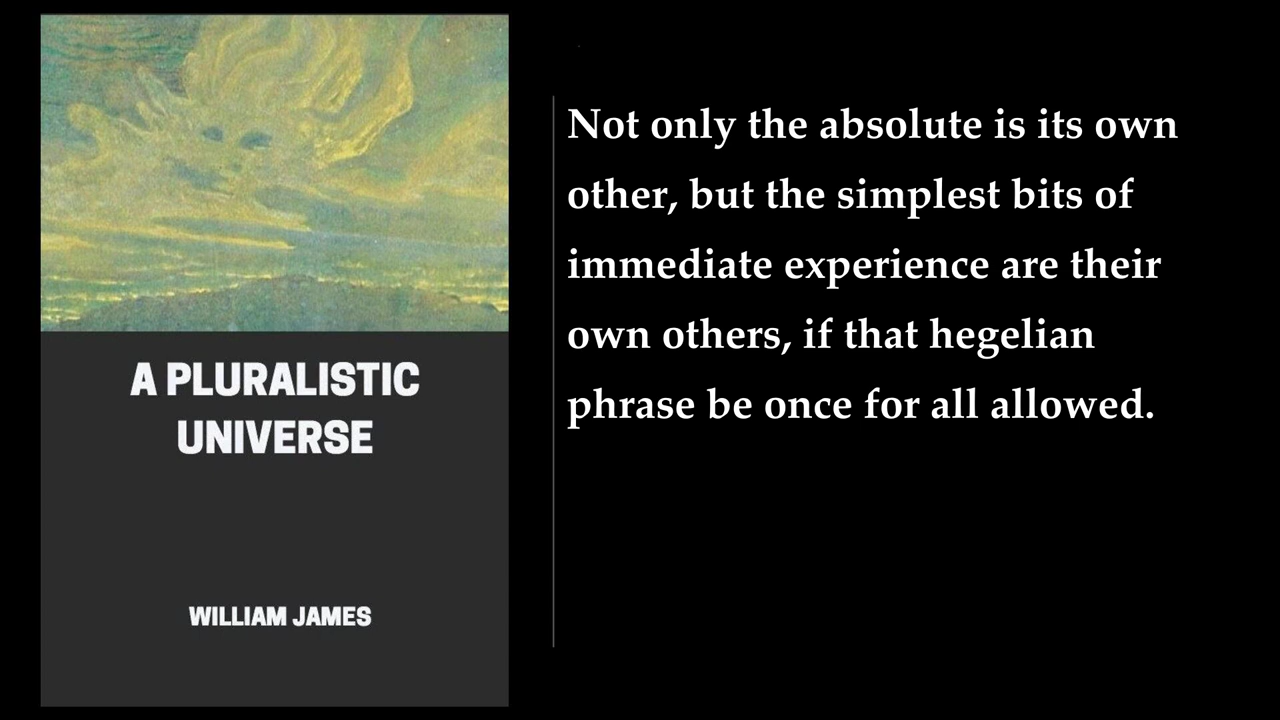 A PLURALISTIC
UNIVERSE
WILLIAM JAMES
Not only the absolute is its own
other, but the simplest bits of
immediate experience are their
own others, if that hegelian
phrase be once for all allowed.